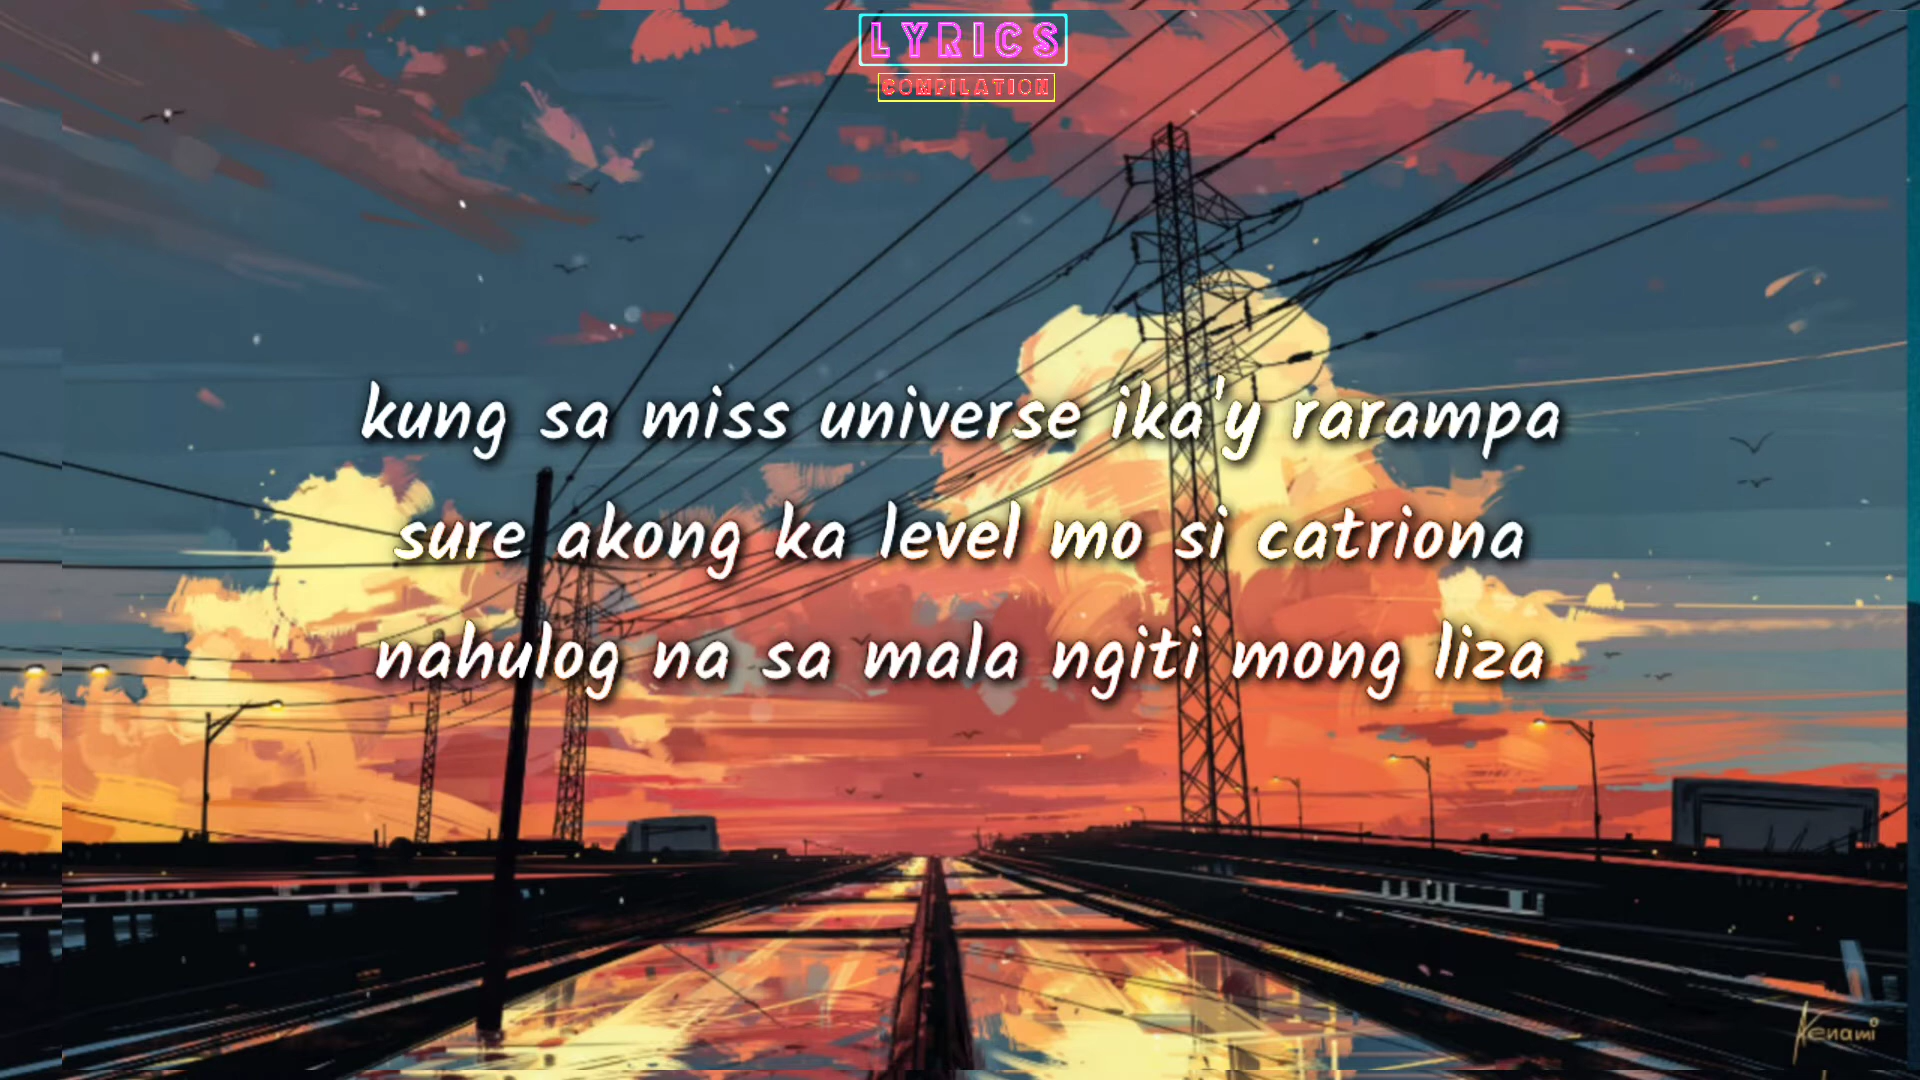 LYRICS
COMPILATION
kung sa miss universe ika'y rarampa
sure akong ka level mo si catriona
nahulog na sa mala ngiti mong liza
Aenami